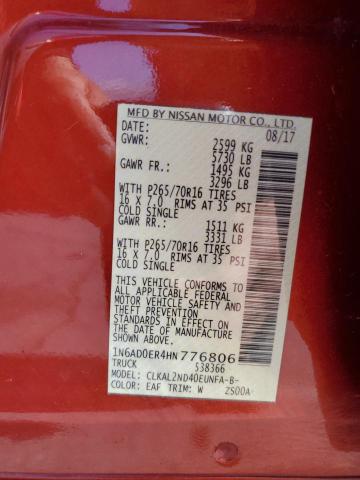 MFD BY NISSAN MOTOR CO., LTD.
DATE: 08/17
GVWR: 2599 KG
5730 LB
GAWR FR.: 1495 KG
3296 LB
WITH P265/70R16 TIRES
16 X 7.0 RIMS AT 35 PSI
COLD SINGLE
GAWR RR.: 1511 KG
3331 LB
WITH P265/70R16 TIRES
16 X 7.0 RIMS AT 35 PSI
COLD SINGLE
THIS VEHICLE CONFORMS TO
ALL APPLICABLE FEDERAL
MOTOR VEHICLE SAFETY AND
THEFT PREVENTION
STANDARDS IN EFFECT ON
THE DATE OF MANUFACTURE
SHOWN ABOVE.
1N6AD0ER4HN776806
TRUCK 538366
MODEL: CLKAL2ND40EUNFA-B-
COLOR: EAF TRIM: W 2S00A